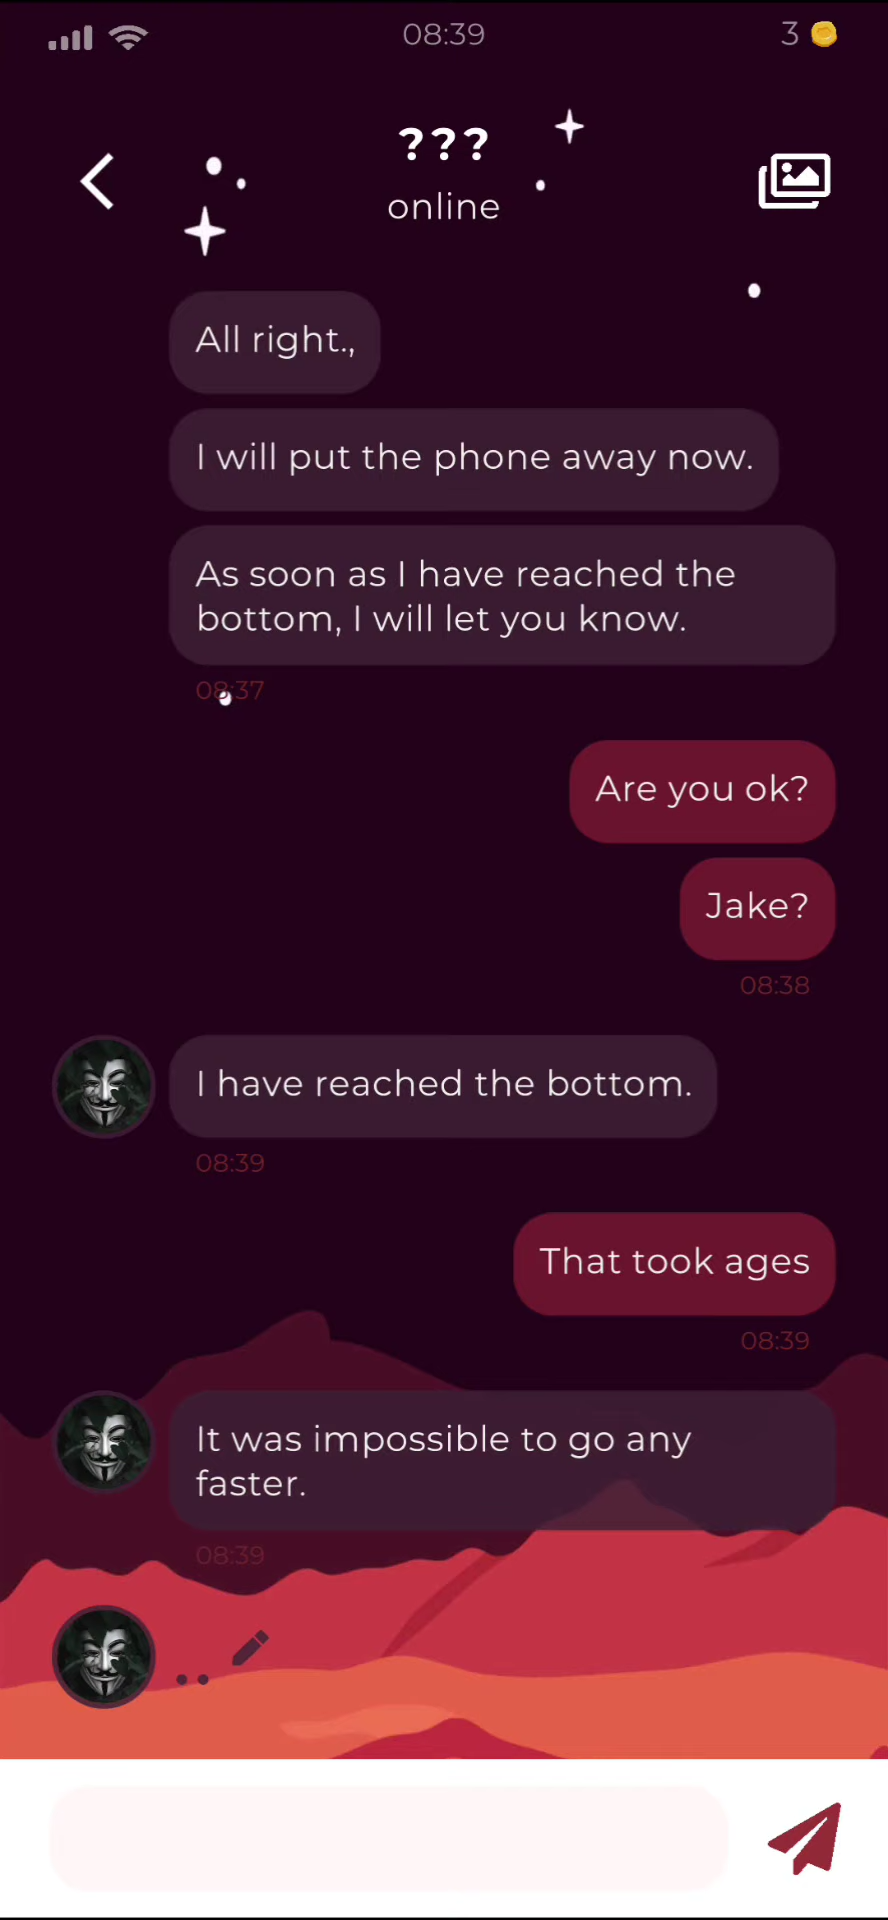 08:39
3
???
online
All right.,
I will put the phone away now.
As soon as I have reached the
bottom, I will let you know.
08:37
Are you ok?
Jake?
08:38
I have reached the bottom.
08:39
That took ages
08:39
It was impossible to go any
faster.
08:39